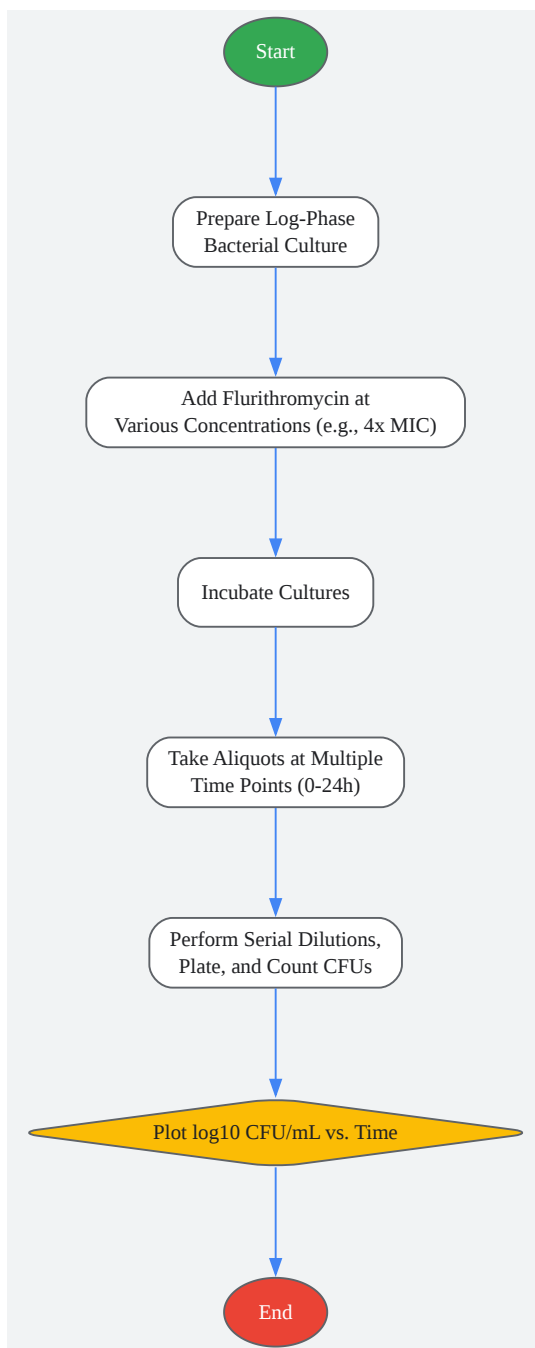 Start
Prepare Log-Phase
Bacterial Culture
Add Flurithromycin at
Various Concentrations (e.g., 4x MIC)
Incubate Cultures
Take Aliquots at Multiple
Time Points (0-24h)
Perform Serial Dilutions,
Plate, and Count CFUs
Plot log10 CFU/mL vs. Time
End